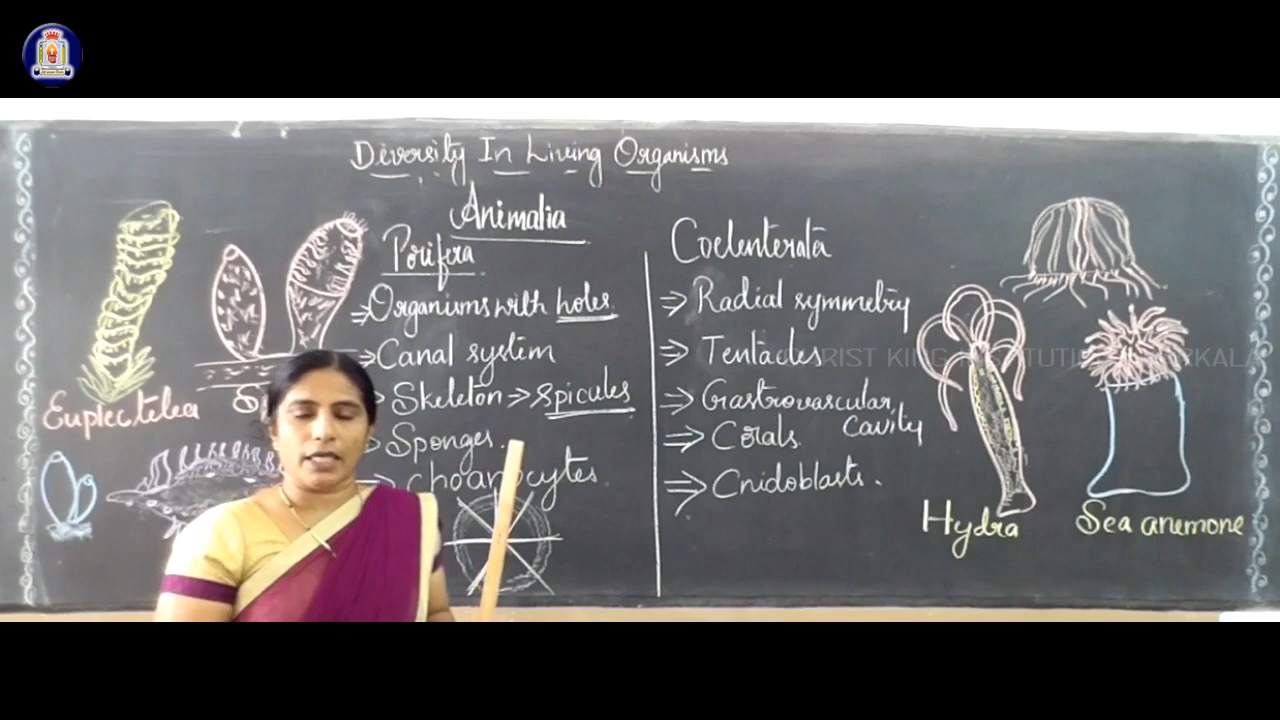 Diversity In Living Organisms
Animalia
Porifera
⇒ Organisms with holes
⇒ Canal system
Skeleton ⇒ Spicules
Sponges.
choanocytes
Euplectelea
Coelenterata
⇒ Radial symmetry
⇒ Tentacles
⇒ Gastrovascular,
cavity
⇒ Corals.
⇒ Cnidoblasts.
Hydra
Sea anemone